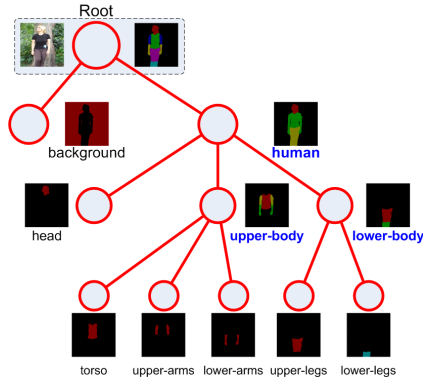 Root
background
human
head
upper-body
lower-body
torso
upper-arms
lower-arms
upper-legs
lower-legs